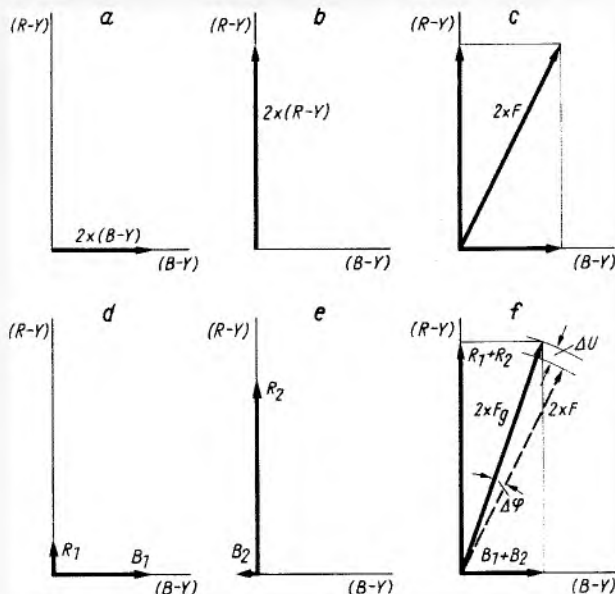 a
b
c
(R-Y)
(R-Y)
(R-Y)
2x(B-Y)
2x(R-Y)
2xF
(B-Y)
(B-Y)
(B-Y)
d
e
f
(R-Y)
(R-Y)
(R-Y)
R1
B1
R2
B2
R1+R2
ΔU
2xFg
2xF
Δφ
B1+B2
(B-Y)
(B-Y)
(B-Y)